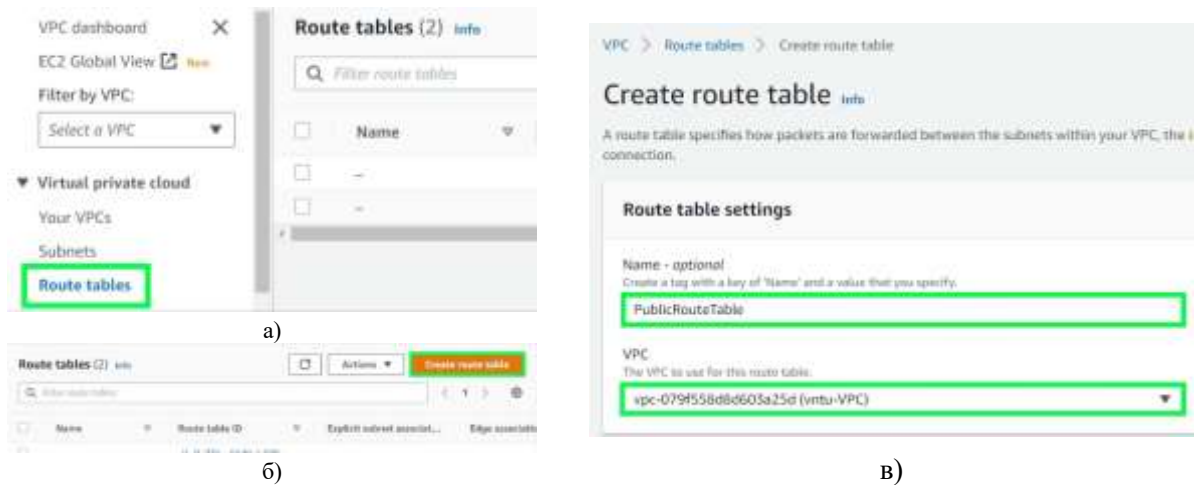 VPC dashboard
EC2 Global View New
Filter by VPC:
Select a VPC
Virtual private cloud
Your VPCs
Subnets
Route tables
Route tables (2) Info
Filter route tables
Name
–
–
а)
Route tables (2) Info
Actions
Create route table
Filter route tables
1
Name
Route table ID
Explicit subnet associat...
Edge associatio
б)
VPC > Route tables > Create route table
Create route table Info
A route table specifies how packets are forwarded between the subnets within your VPC, the
connection.
Route table settings
Name - optional
Create a tag with a key of 'Name' and a value that you specify.
PublicRouteTable
VPC
The VPC to use for this route table.
vpc-079f558d8d603a25d (vntu-VPC)
в)